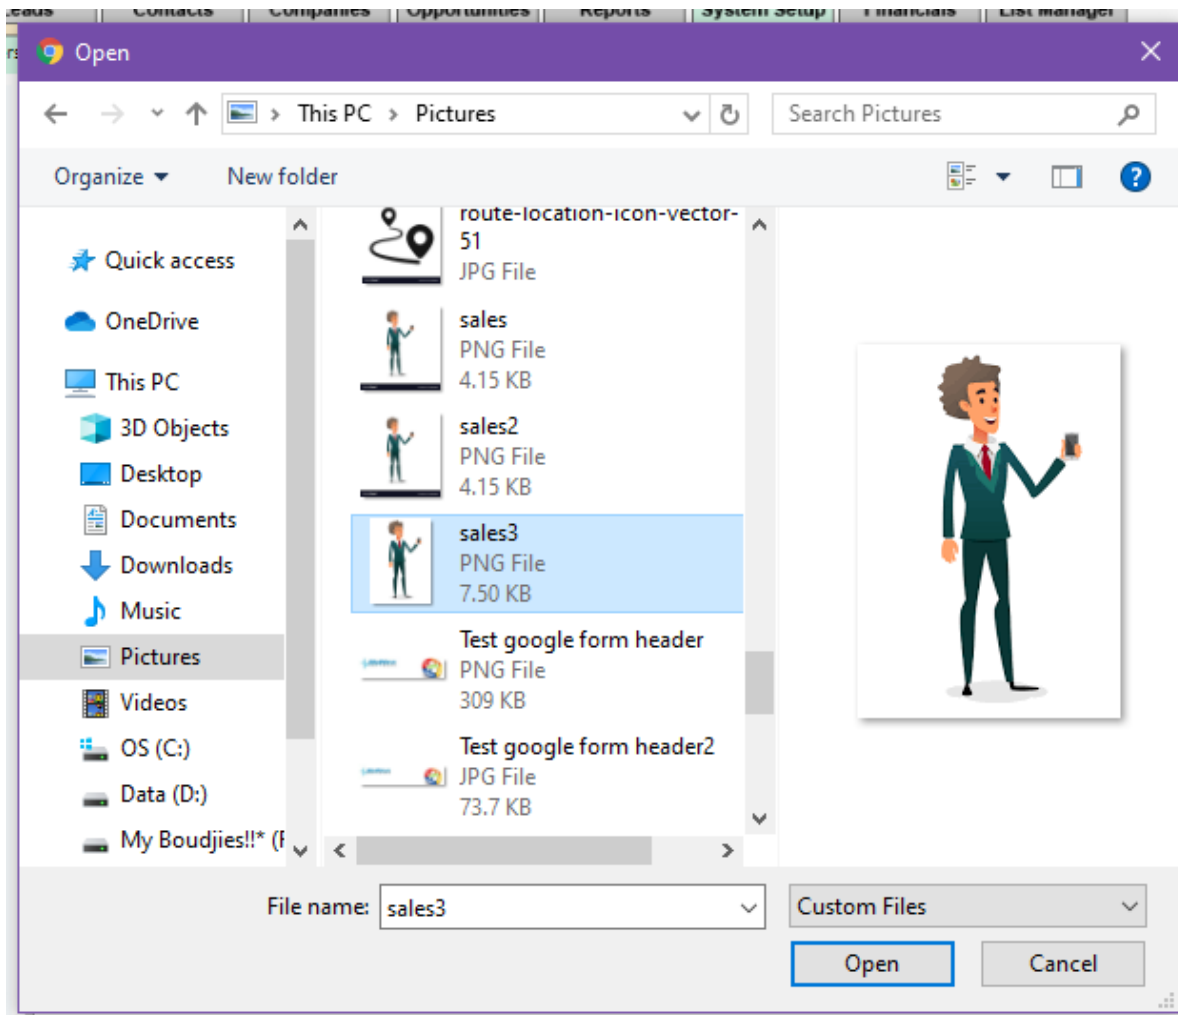 Contacts Companies Opportunities Reports System Setup Financials List Manager
Open
This PC Pictures
Search Pictures
Organize
New folder
Quick access
OneDrive
This PC
3D Objects
Desktop
Documents
Downloads
Music
Pictures
Videos
OS (C:)
Data (D:)
My Boudjies!!* (F
route-location-icon-vector-
51
JPG File
sales
PNG File
4.15 KB
sales2
PNG File
4.15 KB
sales3
PNG File
7.50 KB
Test google form header
PNG File
309 KB
Test google form header2
JPG File
73.7 KB
File name: sales3
Custom Files
Open
Cancel